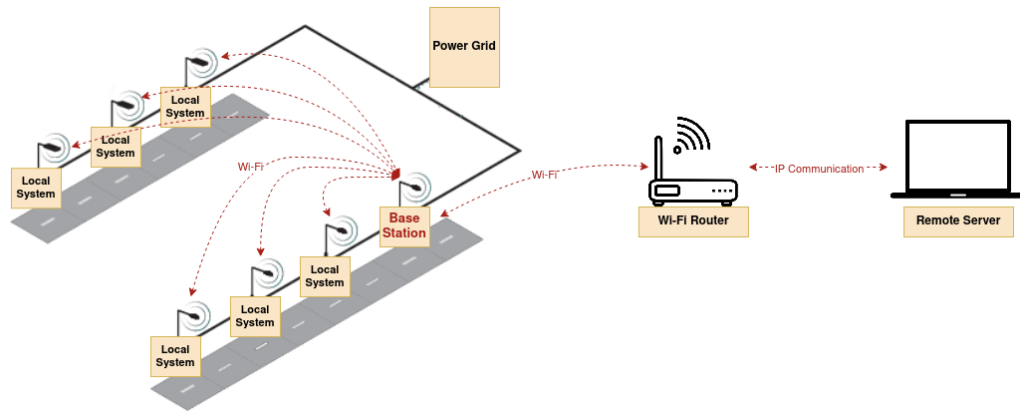 Power Grid
Local
System
Local
System
Local
System
Wi-Fi
Wi-Fi
IP Communication
Base
Station
Wi-Fi Router
Remote Server
Local
System
Local
System
Local
System